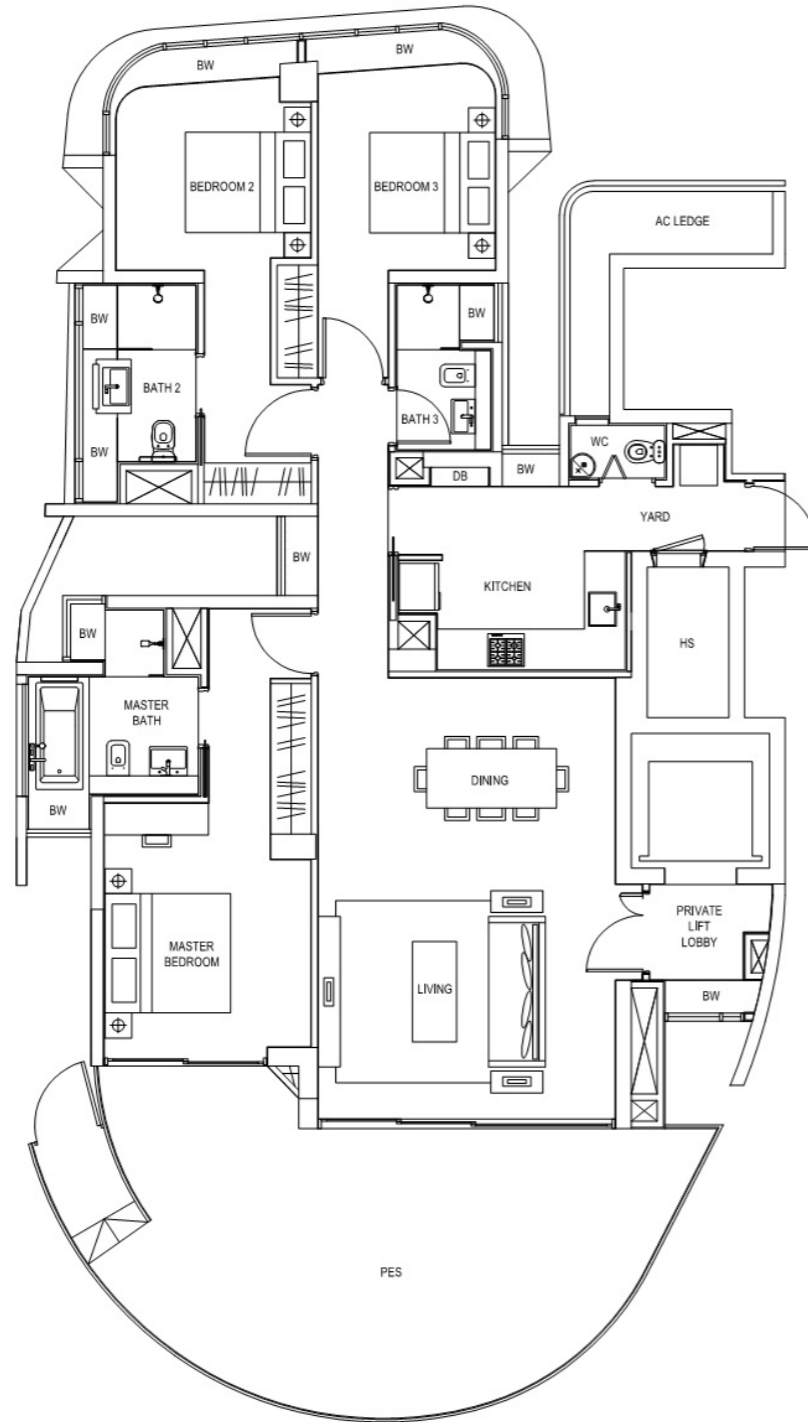 BW
BW
BEDROOM 2
BEDROOM 3
AC LEDGE
BW
BW
BATH 2
BATH 3
WC
BW
DB
BW
YARD
BW
KITCHEN
BW
HS
MASTER
BATH
DINING
BW
PRIVATE
LIFT
LOBBY
MASTER
BEDROOM
LIVING
BW
PES